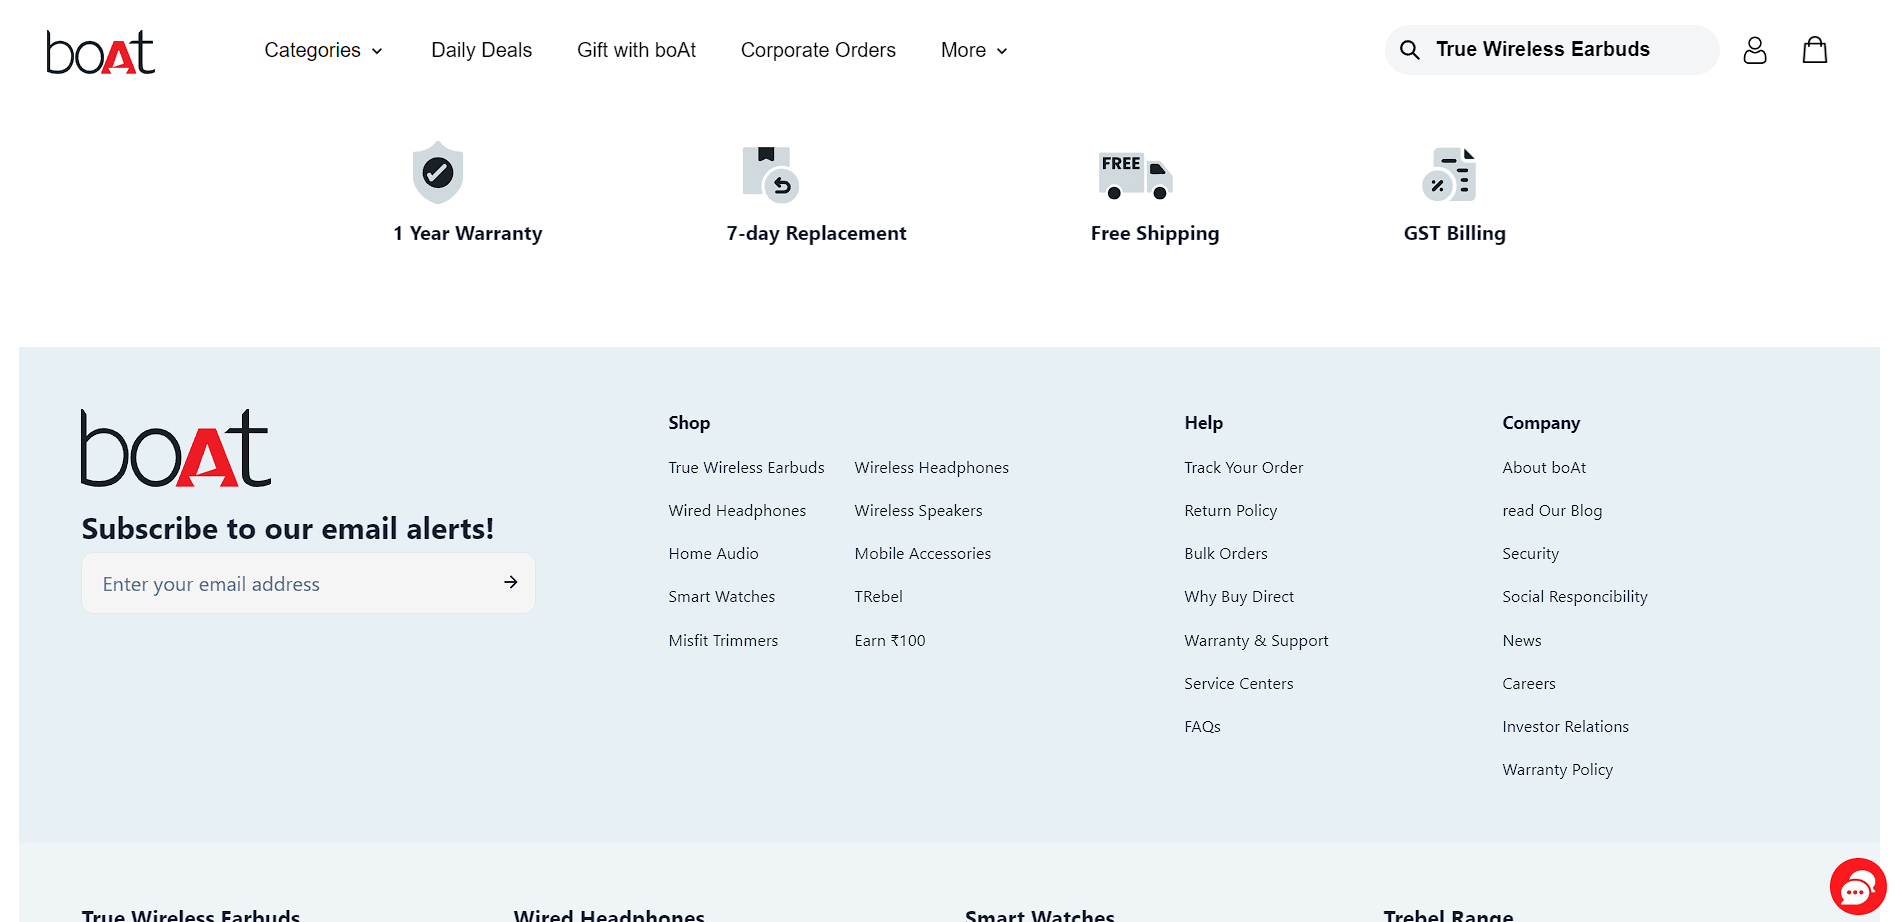 boAt
Categories
Daily Deals
Gift with boAt
Corporate Orders
More
True Wireless Earbuds
FREE
%
1 Year Warranty
7-day Replacement
Free Shipping
GST Billing
boAt
Subscribe to our email alerts!
Enter your email address
Shop
True Wireless Earbuds
Wireless Headphones
Wired Headphones
Wireless Speakers
Home Audio
Mobile Accessories
Smart Watches
TRebel
Misfit Trimmers
Earn ₹100
Help
Track Your Order
Return Policy
Bulk Orders
Why Buy Direct
Warranty & Support
Service Centers
FAQs
Company
About boAt
read Our Blog
Security
Social Responcibility
News
Careers
Investor Relations
Warranty Policy
True Wireless Earbuds
Wired Headphones
Smart Watches
Trebel Range